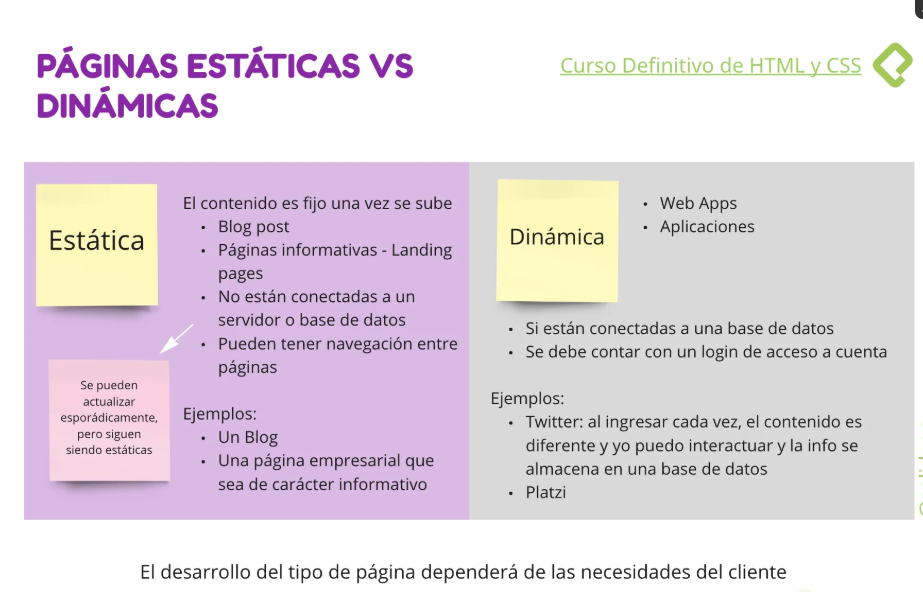 PÁGINAS ESTÁTICAS VS
DINÁMICAS
Curso Definitivo de HTML y CSS
Estática
El contenido es fijo una vez se sube
• Blog post
• Páginas informativas - Landing
pages
• No están conectadas a un
servidor o base de datos
• Pueden tener navegación entre
páginas
Se pueden
actualizar
esporádicamente,
pero siguen
siendo estáticas
Ejemplos:
• Un Blog
• Una página empresarial que
sea de carácter informativo
Dinámica
• Web Apps
• Aplicaciones
• Si están conectadas a una base de datos
• Se debe contar con un login de acceso a cuenta
Ejemplos:
• Twitter: al ingresar cada vez, el contenido es
diferente y yo puedo interactuar y la info se
almacena en una base de datos
• Platzi
El desarrollo del tipo de página dependerá de las necesidades del cliente